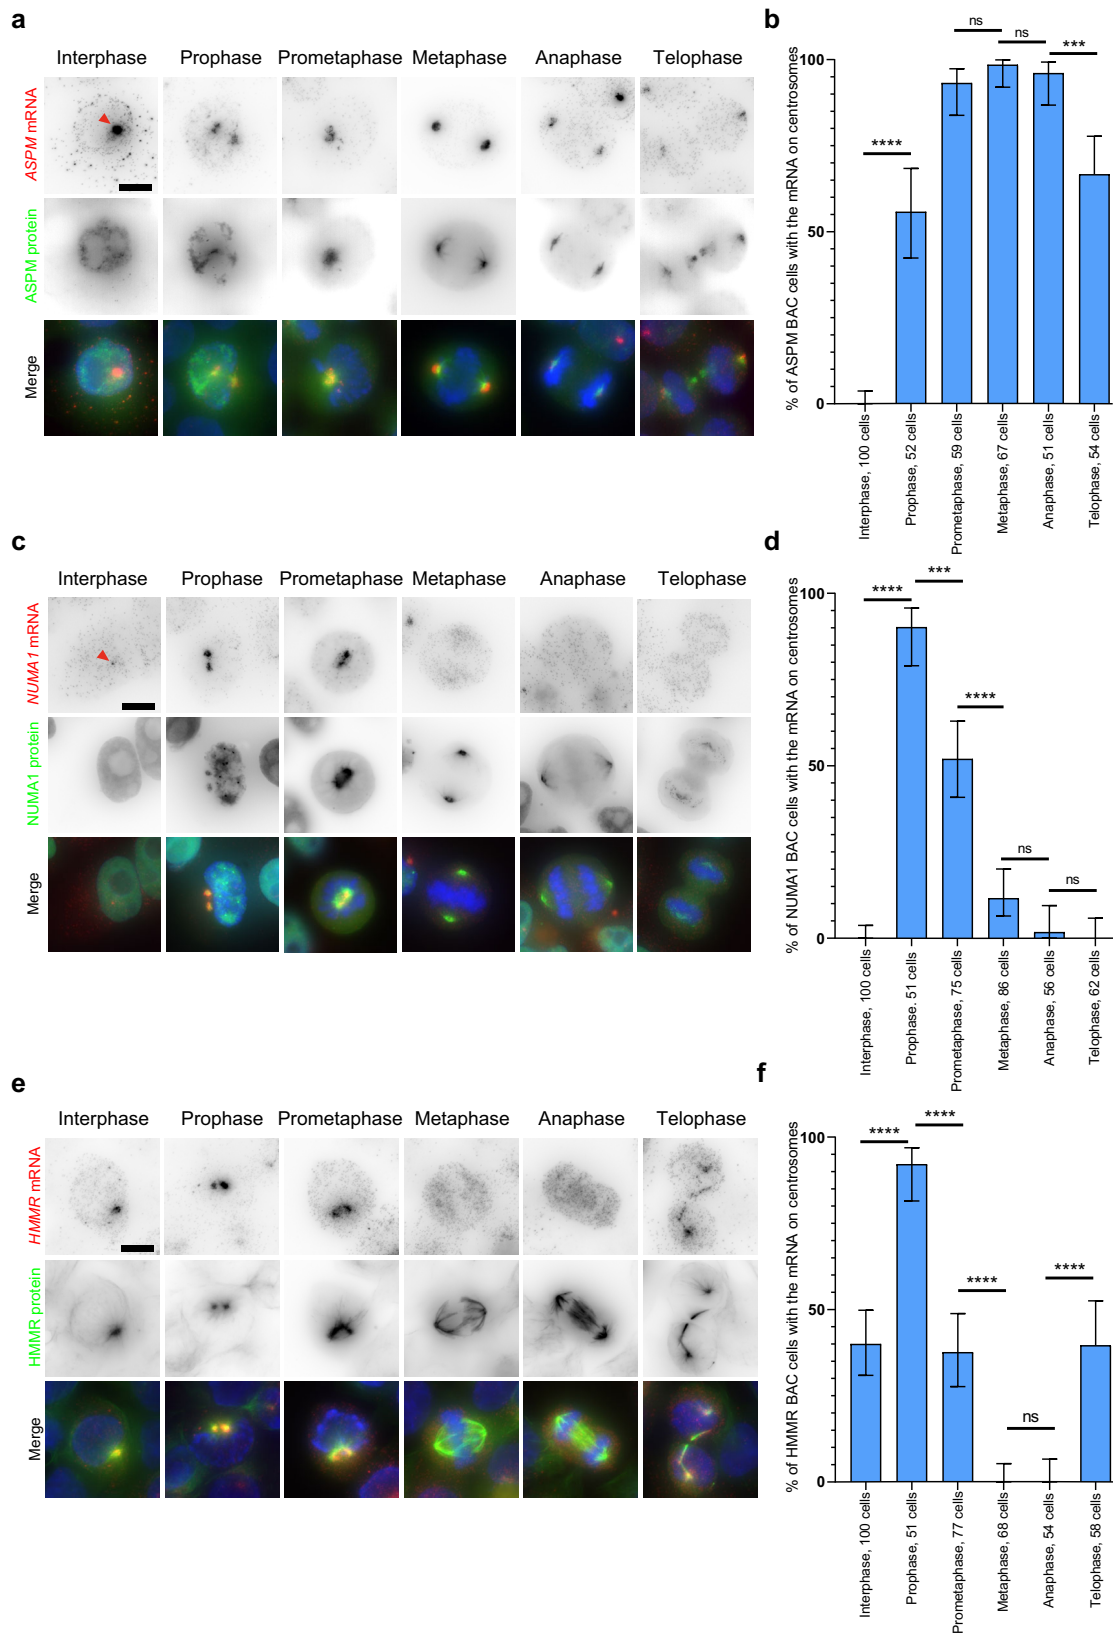 a
Interphase Prophase Prometaphase Metaphase Anaphase Telophase
ASPM mRNA
ASPM protein
Merge
b
% of ASPM BAC cells with the mRNA on centrosomes
100
50
0
**** ns ns ***
Interphase, 100 cells
Prophase, 52 cells
Prometaphase, 59 cells
Metaphase, 67 cells
Anaphase, 51 cells
Telophase, 54 cells
c
Interphase Prophase Prometaphase Metaphase Anaphase Telophase
NUMA1 mRNA
NUMA1 protein
Merge
d
% of NUMA1 BAC cells with the mRNA on centrosomes
100
50
0
**** *** **** ns ns
Interphase, 100 cells
Prophase. 51 cells
Prometaphase, 75 cells
Metaphase, 86 cells
Anaphase, 56 cells
Telophase, 62 cells
e
Interphase Prophase Prometaphase Metaphase Anaphase Telophase
HMMR mRNA
HMMR protein
Merge
f
% of HMMR BAC cells with the mRNA on centrosomes
100
50
0
**** **** **** ns ****
Interphase, 100 cells
Prophase, 51 cells
Prometaphase, 77 cells
Metaphase, 68 cells
Anaphase, 54 cells
Telophase, 58 cells